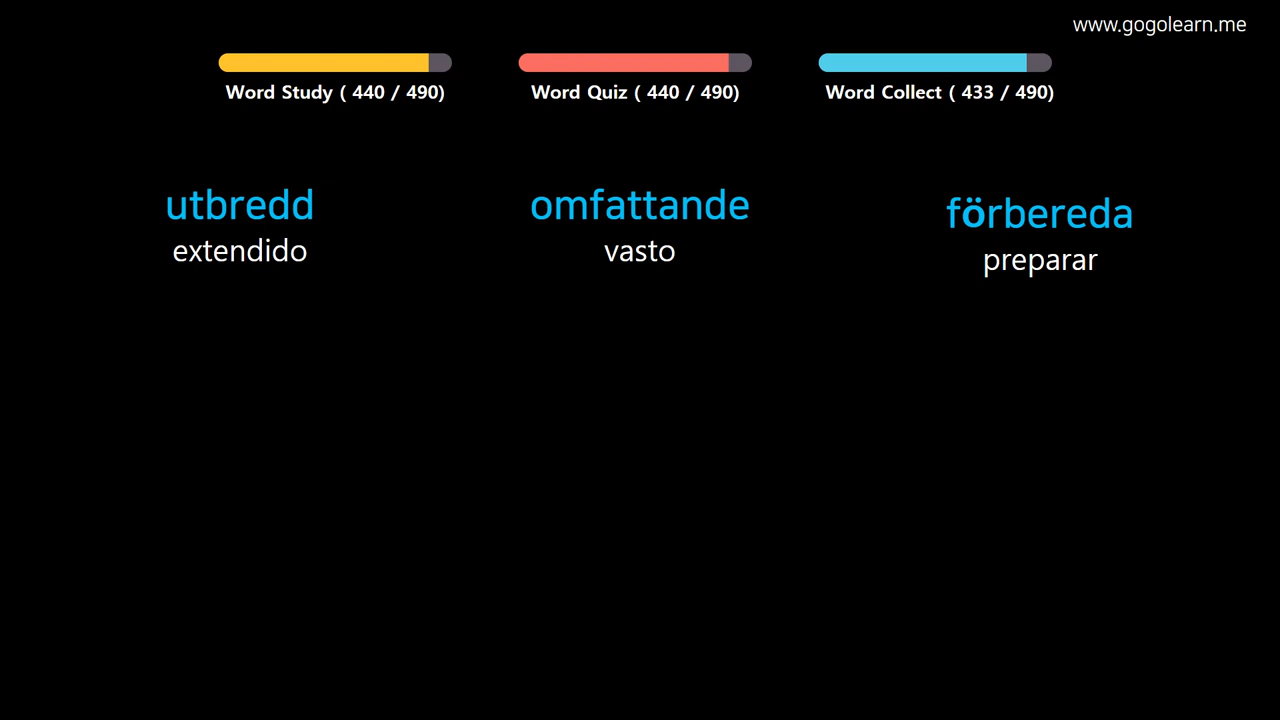 www.gogolearn.me
Word Study ( 440 / 490)
Word Quiz ( 440 / 490)
Word Collect ( 433 / 490)
utbredd
extendido
omfattande
vasto
förbereda
preparar